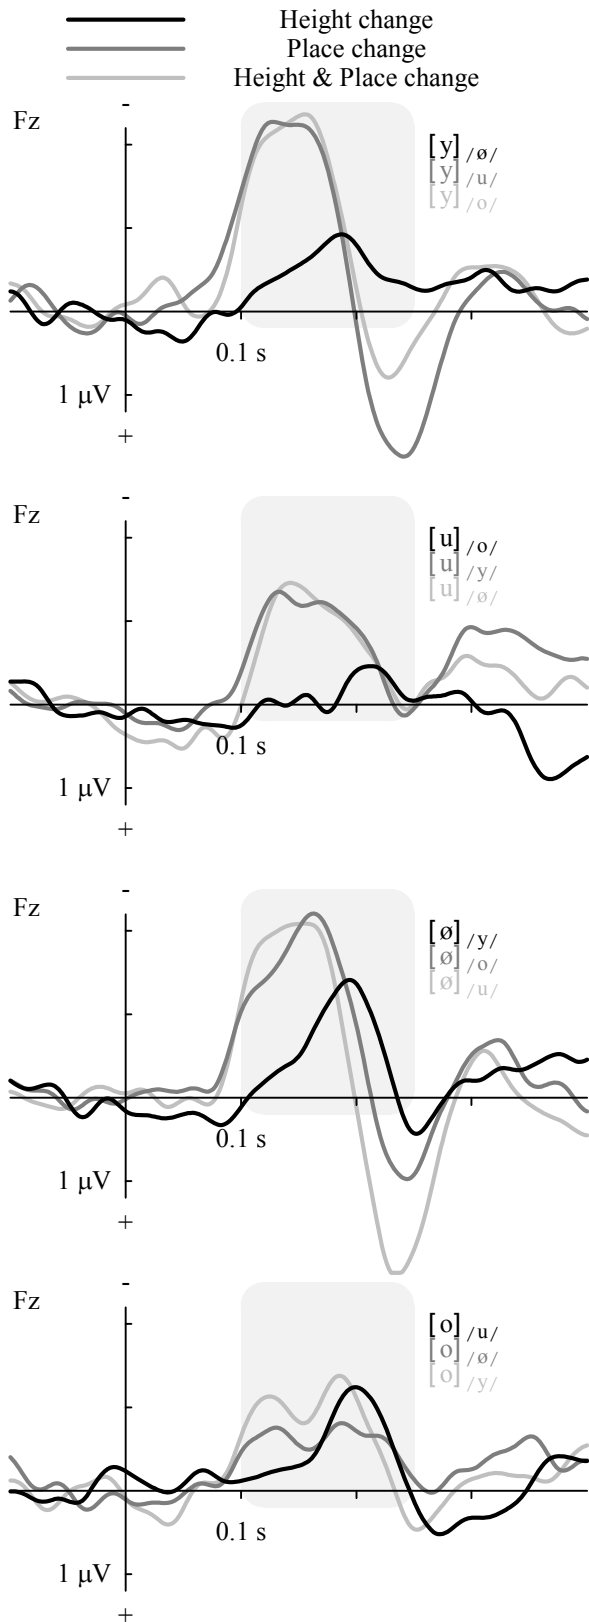 Height change
Place change
Height & Place change
-
Fz
[y]/ø/
[y]/u/
[y]/o/
0.1 s
1 μV
+
-
Fz
[u]/o/
[u]/y/
[u]/ø/
0.1 s
1 μV
+
-
Fz
[ø]/y/
[ø]/o/
[ø]/u/
0.1 s
1 μV
+
-
Fz
[o]/u/
[o]/ø/
[o]/y/
0.1 s
1 μV
+